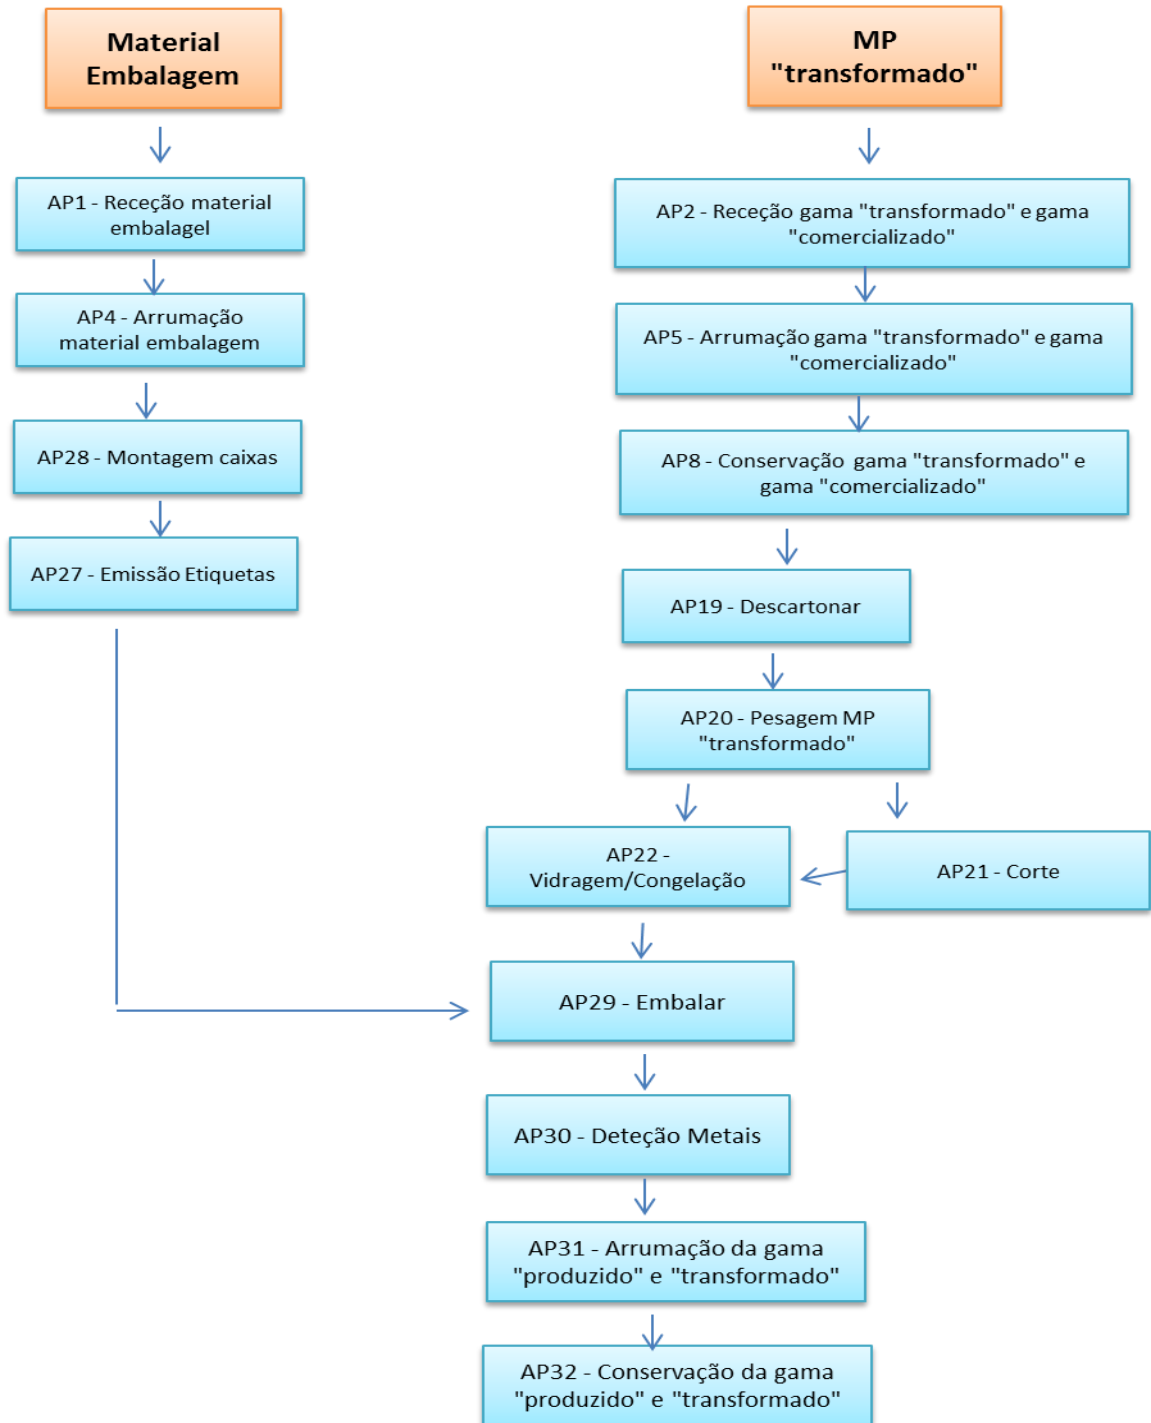 Material
Embalagem
AP1 - Receção material
embalagel
AP4 - Arrumação
material embalagem
AP28 - Montagem caixas
AP27 - Emissão Etiquetas
MP
"transformado"
AP2 - Receção gama "transformado" e gama
"comercializado"
AP5 - Arrumação gama "transformado" e gama
"comercializado"
AP8 - Conservação gama "transformado" e
gama "comercializado"
AP19 - Descartonar
AP20 - Pesagem MP
"transformado"
AP22 -
Vidragem/Congelação
AP21 - Corte
AP29 - Embalar
AP30 - Deteção Metais
AP31 - Arrumação da gama
"produzido" e "transformado"
AP32 - Conservação da gama
"produzido" e "transformado"